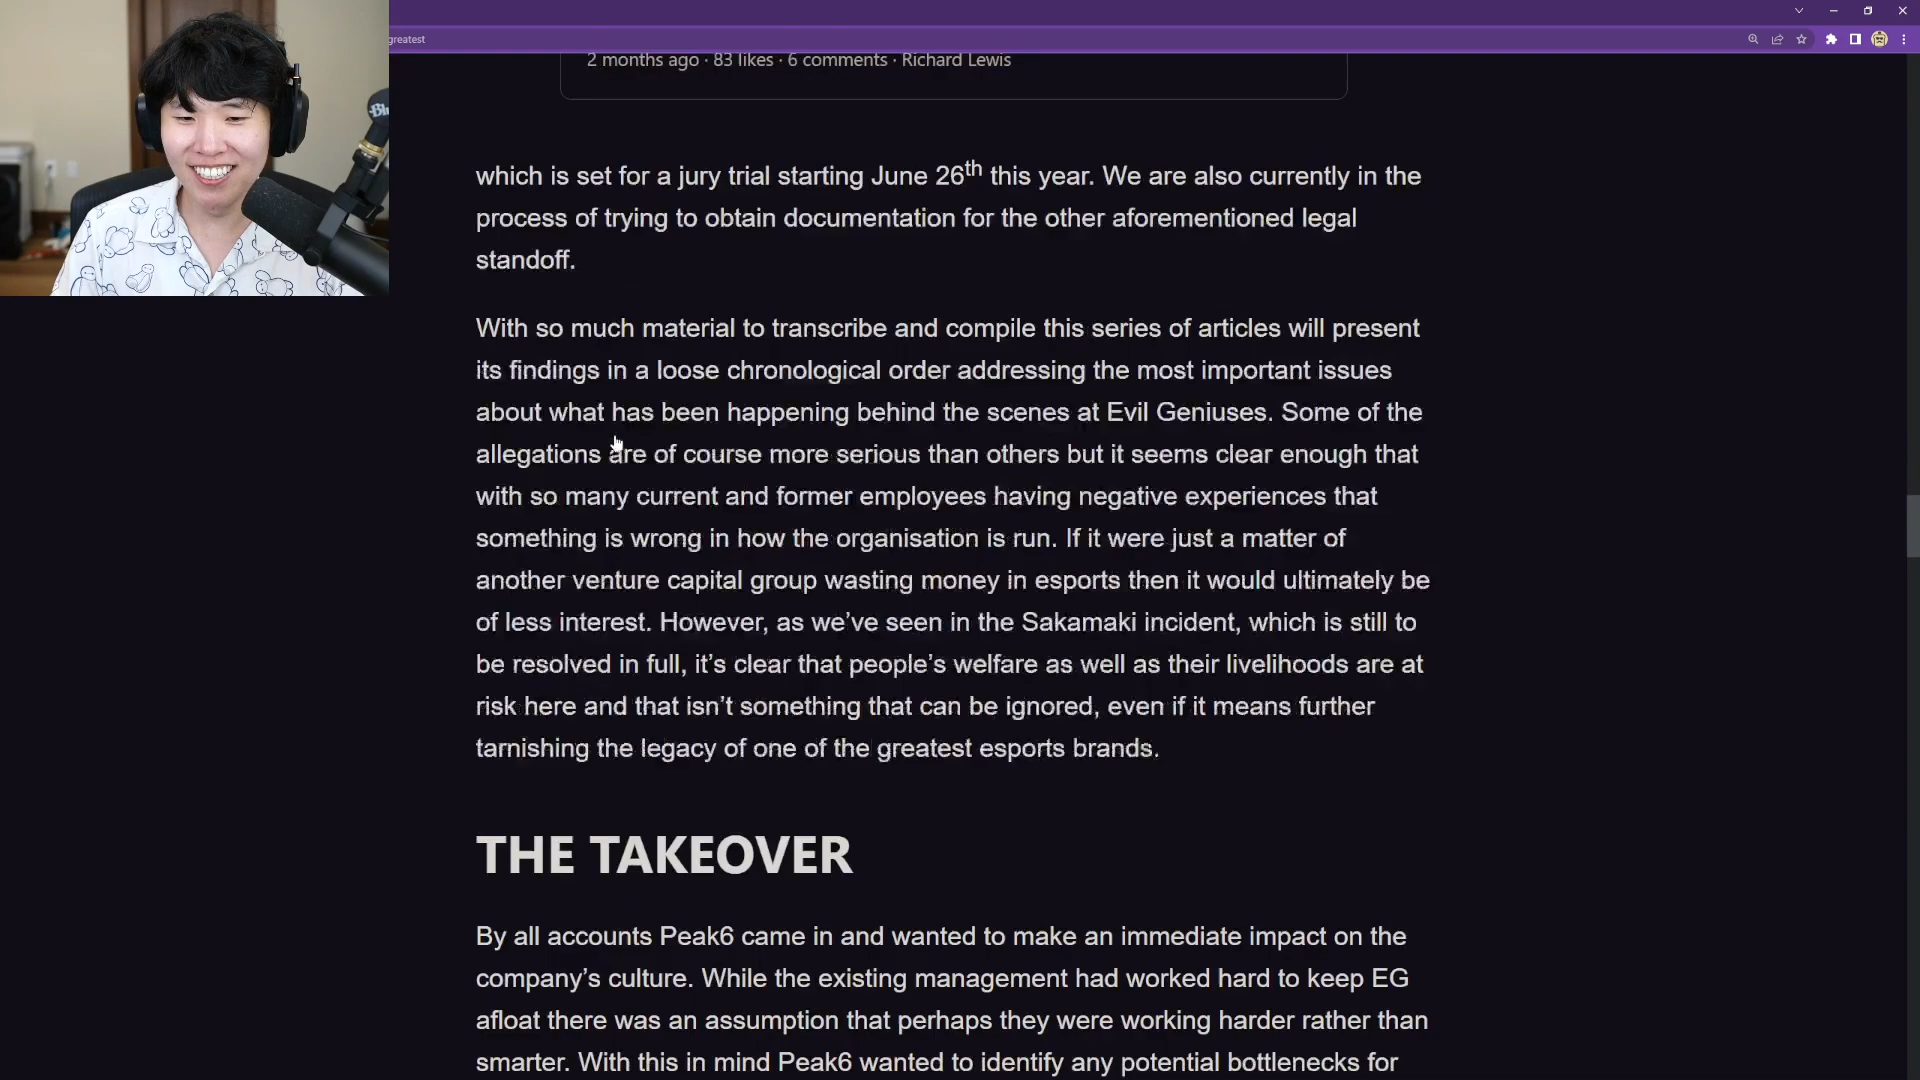 greatest
2 months ago · 83 likes · 6 comments · Richard Lewis
which is set for a jury trial starting June 26th this year. We are also currently in the
process of trying to obtain documentation for the other aforementioned legal
standoff.
With so much material to transcribe and compile this series of articles will present
its findings in a loose chronological order addressing the most important issues
about what has been happening behind the scenes at Evil Geniuses. Some of the
allegations are of course more serious than others but it seems clear enough that
with so many current and former employees having negative experiences that
something is wrong in how the organisation is run. If it were just a matter of
another venture capital group wasting money in esports then it would ultimately be
of less interest. However, as we’ve seen in the Sakamaki incident, which is still to
be resolved in full, it’s clear that people’s welfare as well as their livelihoods are at
risk here and that isn’t something that can be ignored, even if it means further
tarnishing the legacy of one of the greatest esports brands.
THE TAKEOVER
By all accounts Peak6 came in and wanted to make an immediate impact on the
company’s culture. While the existing management had worked hard to keep EG
afloat there was an assumption that perhaps they were working harder rather than
smarter. With this in mind Peak6 wanted to identify any potential bottlenecks for